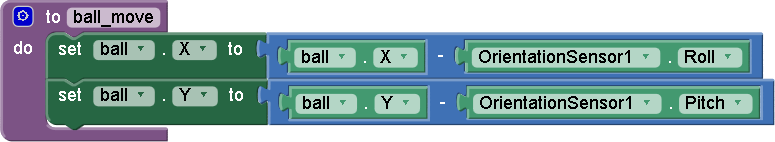 to ball_move
do set ball . X to ball . X - OrientationSensor1 . Roll
set ball . Y to ball . Y - OrientationSensor1 . Pitch